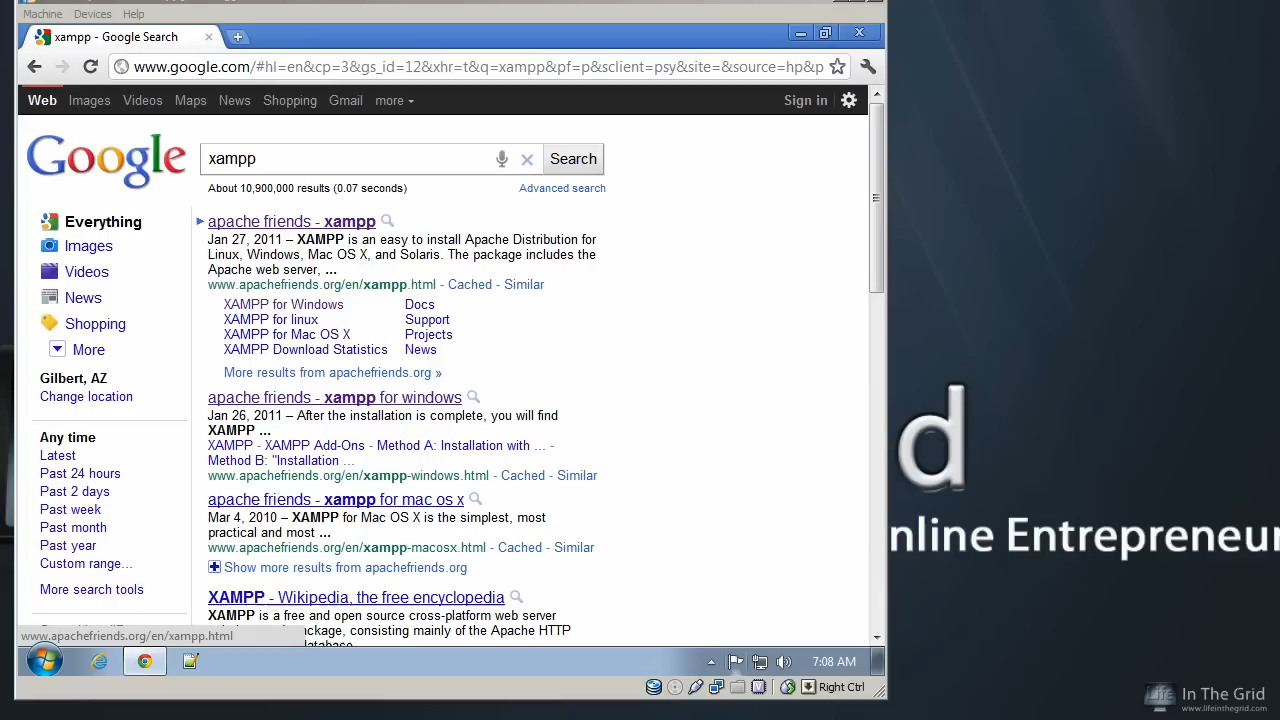 Machine Devices Help
xampp - Google Search
www.google.com/#hl=en&cp=3&gs_id=12&xhr=t&q=xampp&pf=p&sclient=psy&site=&source=hp&p
Web Images Videos Maps News Shopping Gmail more Sign in
Google
xampp
Search
About 10,900,000 results (0.07 seconds)
Advanced search
Everything
Images
Videos
News
Shopping
More
Gilbert, AZ
Change location
Any time
Latest
Past 24 hours
Past 2 days
Past week
Past month
Past year
Custom range...
More search tools
apache friends - xampp
Jan 27, 2011 – XAMPP is an easy to install Apache Distribution for
Linux, Windows, Mac OS X, and Solaris. The package includes the
Apache web server, ...
www.apachefriends.org/en/xampp.html - Cached - Similar
XAMPP for Windows Docs
XAMPP for linux Support
XAMPP for Mac OS X Projects
XAMPP Download Statistics News
More results from apachefriends.org »
apache friends - xampp for windows
Jan 26, 2011 – After the installation is complete, you will find
XAMPP ...
XAMPP - XAMPP Add-Ons - Method A: Installation with ... -
Method B: "Installation ...
www.apachefriends.org/en/xampp-windows.html - Cached - Similar
apache friends - xampp for mac os x
Mar 4, 2010 – XAMPP for Mac OS X is the simplest, most
practical and most ...
www.apachefriends.org/en/xampp-macosx.html - Cached - Similar
Show more results from apachefriends.org
XAMPP - Wikipedia, the free encyclopedia
XAMPP is a free and open source cross-platform web server
ckage, consisting mainly of the Apache HTTP
atabase
www.apachefriends.org/en/xampp.html
7:08 AM
Right Ctrl
d
nline Entrepreneur
Life In The Grid
www.lifeinthegrid.com